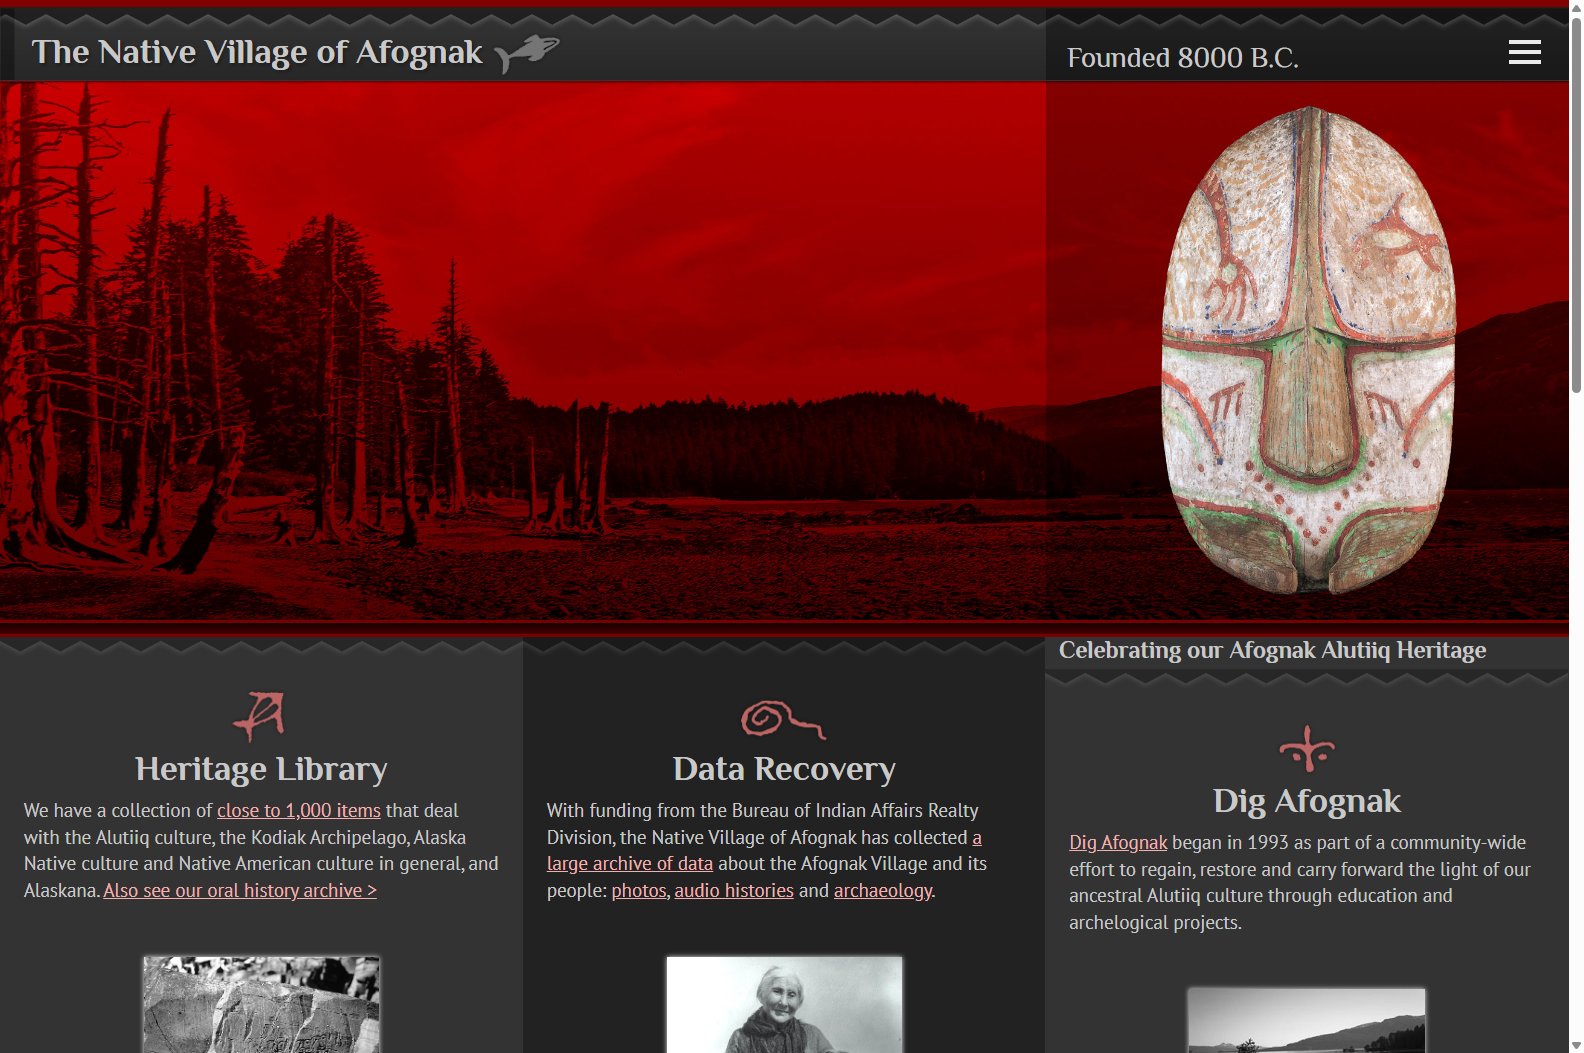 The Native Village of Afognak
Founded 8000 B.C.
Heritage Library
We have a collection of close to 1,000 items that deal
with the Alutiiq culture, the Kodiak Archipelago, Alaska
Native culture and Native American culture in general, and
Alaskana. Also see our oral history archive >
Data Recovery
With funding from the Bureau of Indian Affairs Realty
Division, the Native Village of Afognak has collected a
large archive of data about the Afognak Village and its
people: photos, audio histories and archaeology.
Celebrating our Afognak Alutiiq Heritage
Dig Afognak
Dig Afognak began in 1993 as part of a community-wide
effort to regain, restore and carry forward the light of our
ancestral Alutiiq culture through education and
archelogical projects.